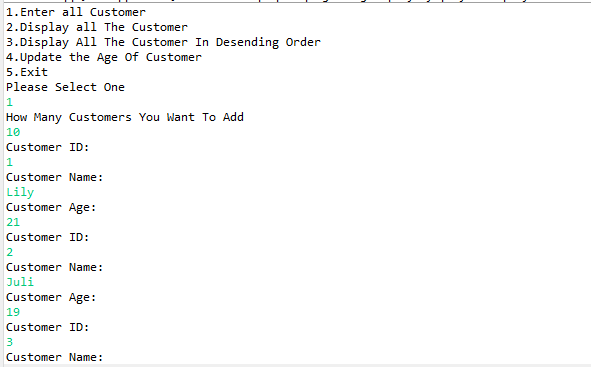 1.Enter all Customer
2.Display all The Customer
3.Display All The Customer In Desending Order
4.Update the Age Of Customer
5.Exit
Please Select One
1
How Many Customers You Want To Add
10
Customer ID:
1
Customer Name:
Lily
Customer Age:
21
Customer ID:
2
Customer Name:
Juli
Customer Age:
19
Customer ID:
3
Customer Name: